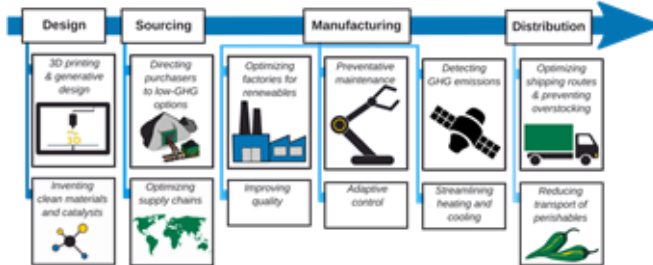 Design
Sourcing
Manufacturing
Distribution
3D printing
& generative
design
Directing
purchasers
to low-GHG
options
Optimizing
factories for
renewables
Preventative
maintenance
Detecting
GHG emissions
Optimizing
shipping routes
& preventing
overstocking
Inventing
clean materials
and catalysts
Optimizing
supply chains
Improving
quality
Adaptive
control
Streamlining
heating and
cooling
Reducing
transport of
perishables